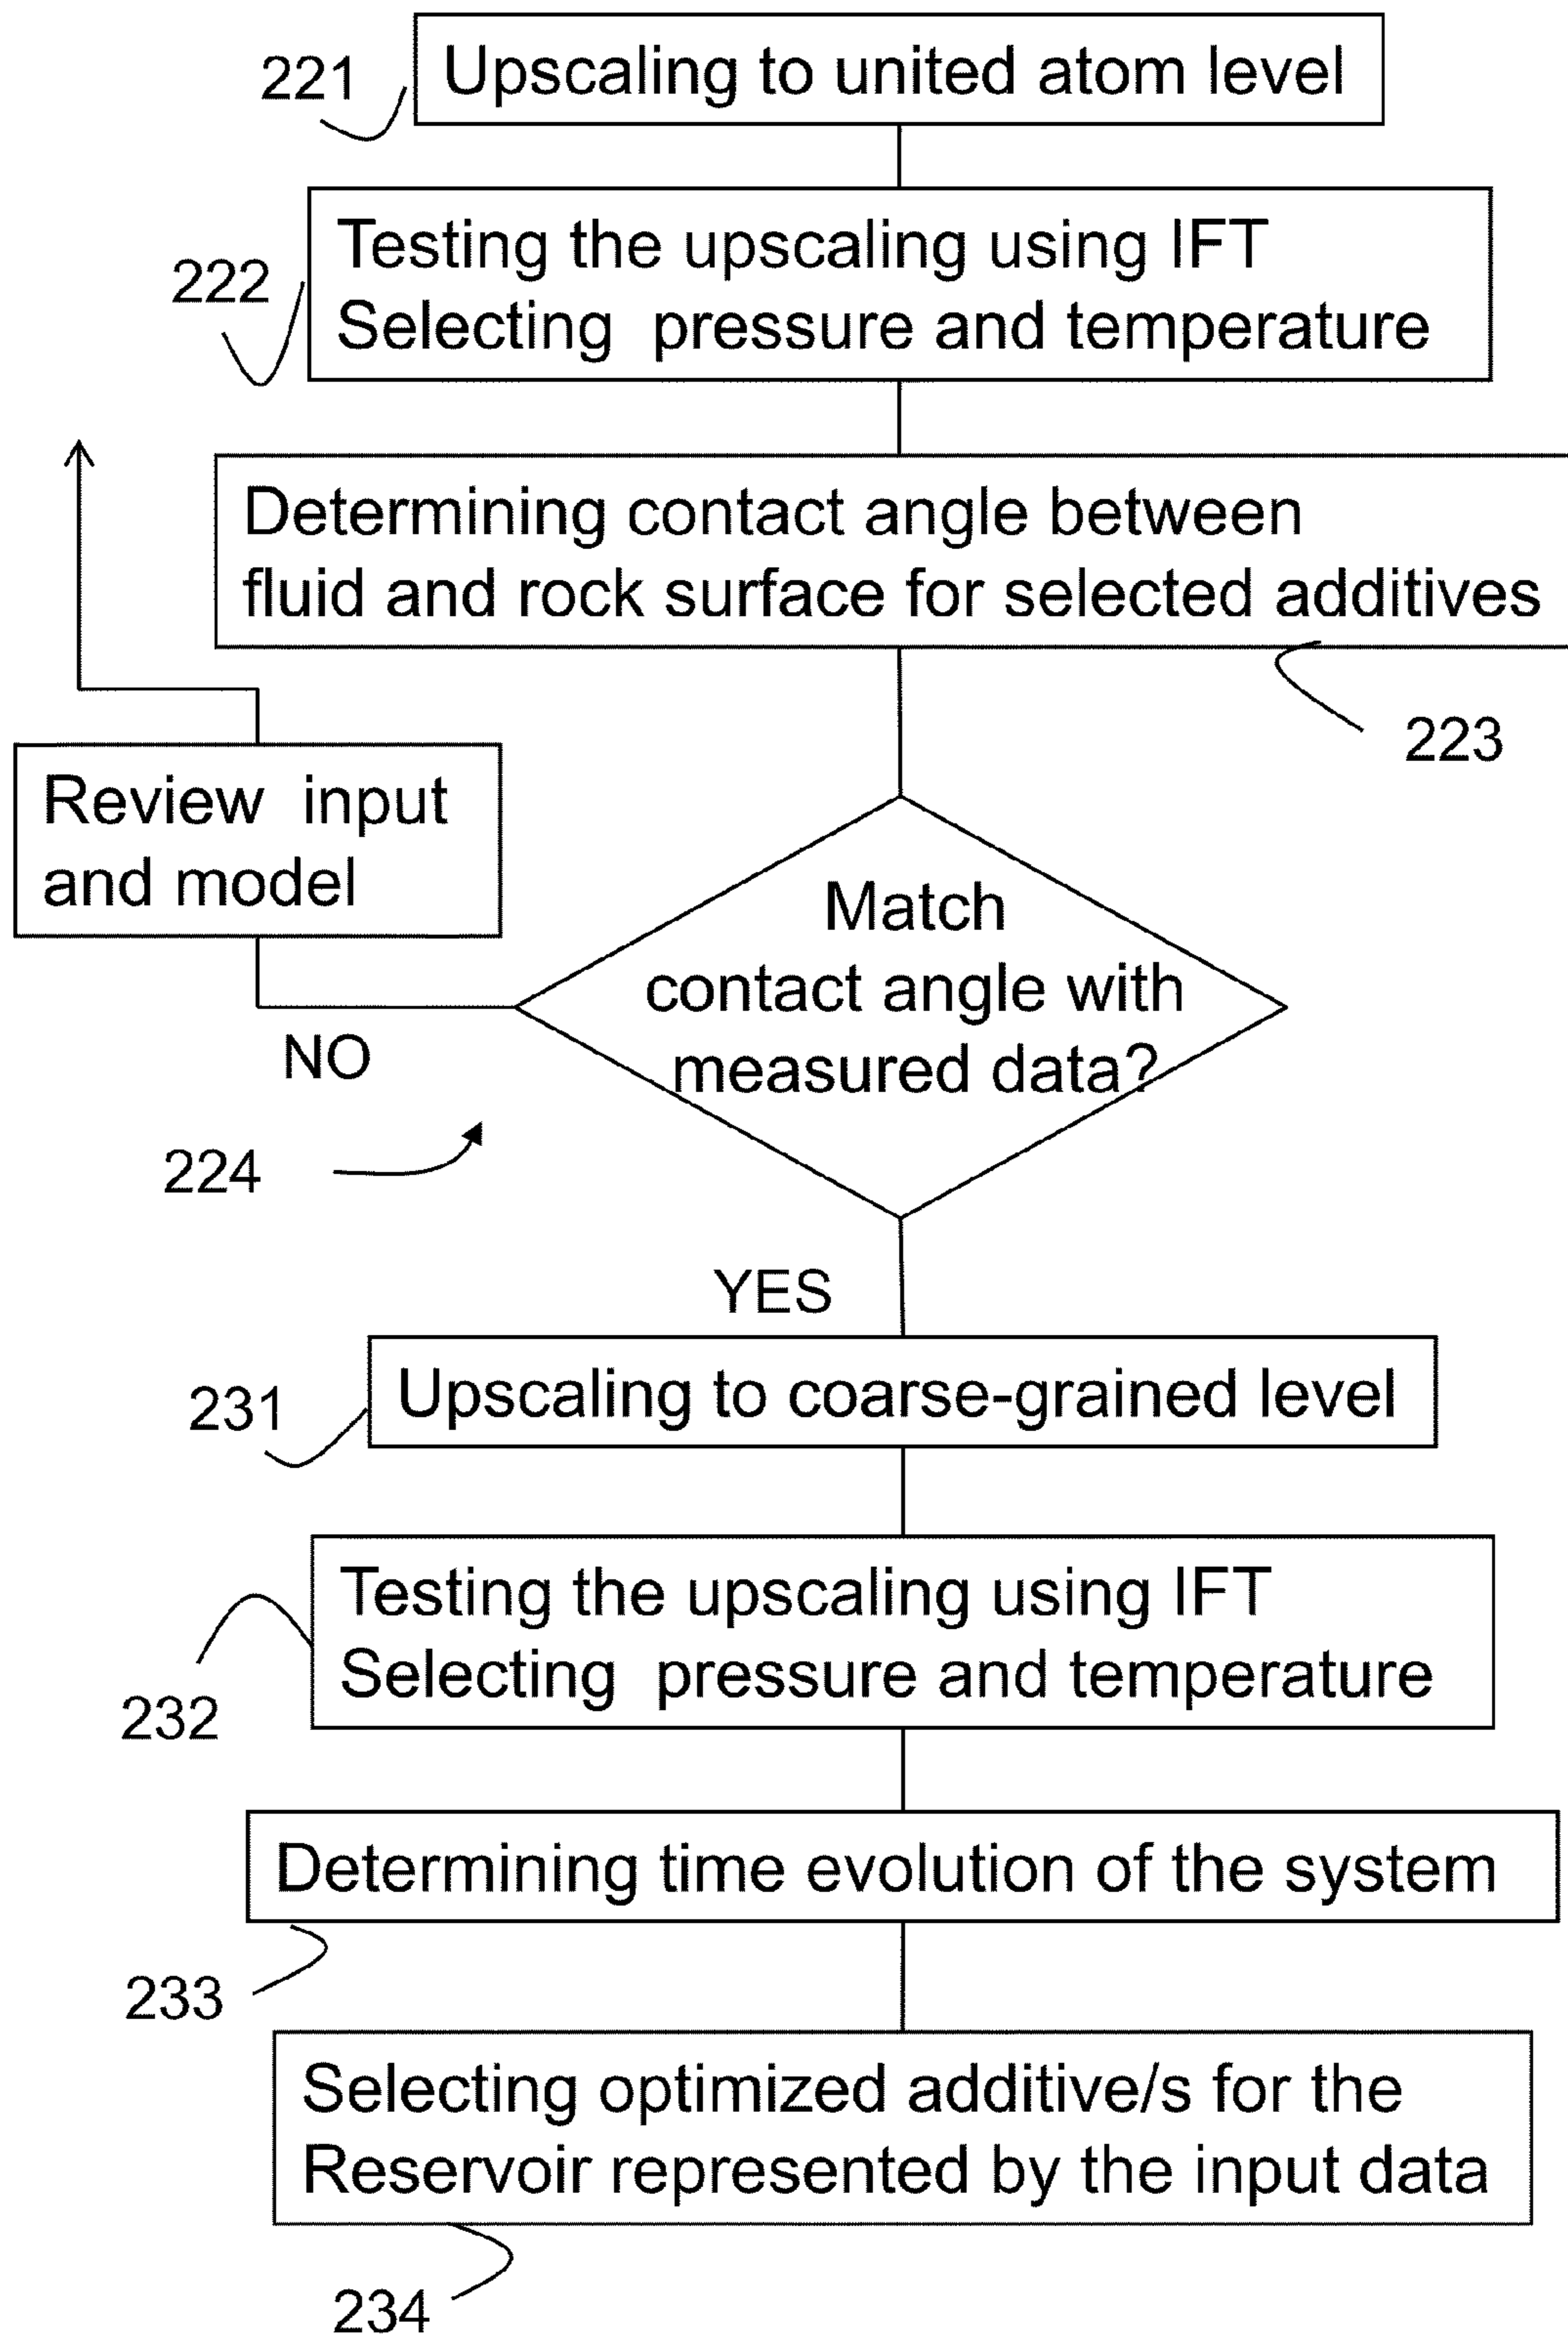 221
Upscaling to united atom level
222
Testing the upscaling using IFT
Selecting pressure and temperature
Determining contact angle between
fluid and rock surface for selected additives
223
Review input
and model
Match
contact angle with
measured data?
NO
224
YES
231
Upscaling to coarse-grained level
232
Testing the upscaling using IFT
Selecting pressure and temperature
Determining time evolution of the system
233
Selecting optimized additive/s for the
Reservoir represented by the input data
234